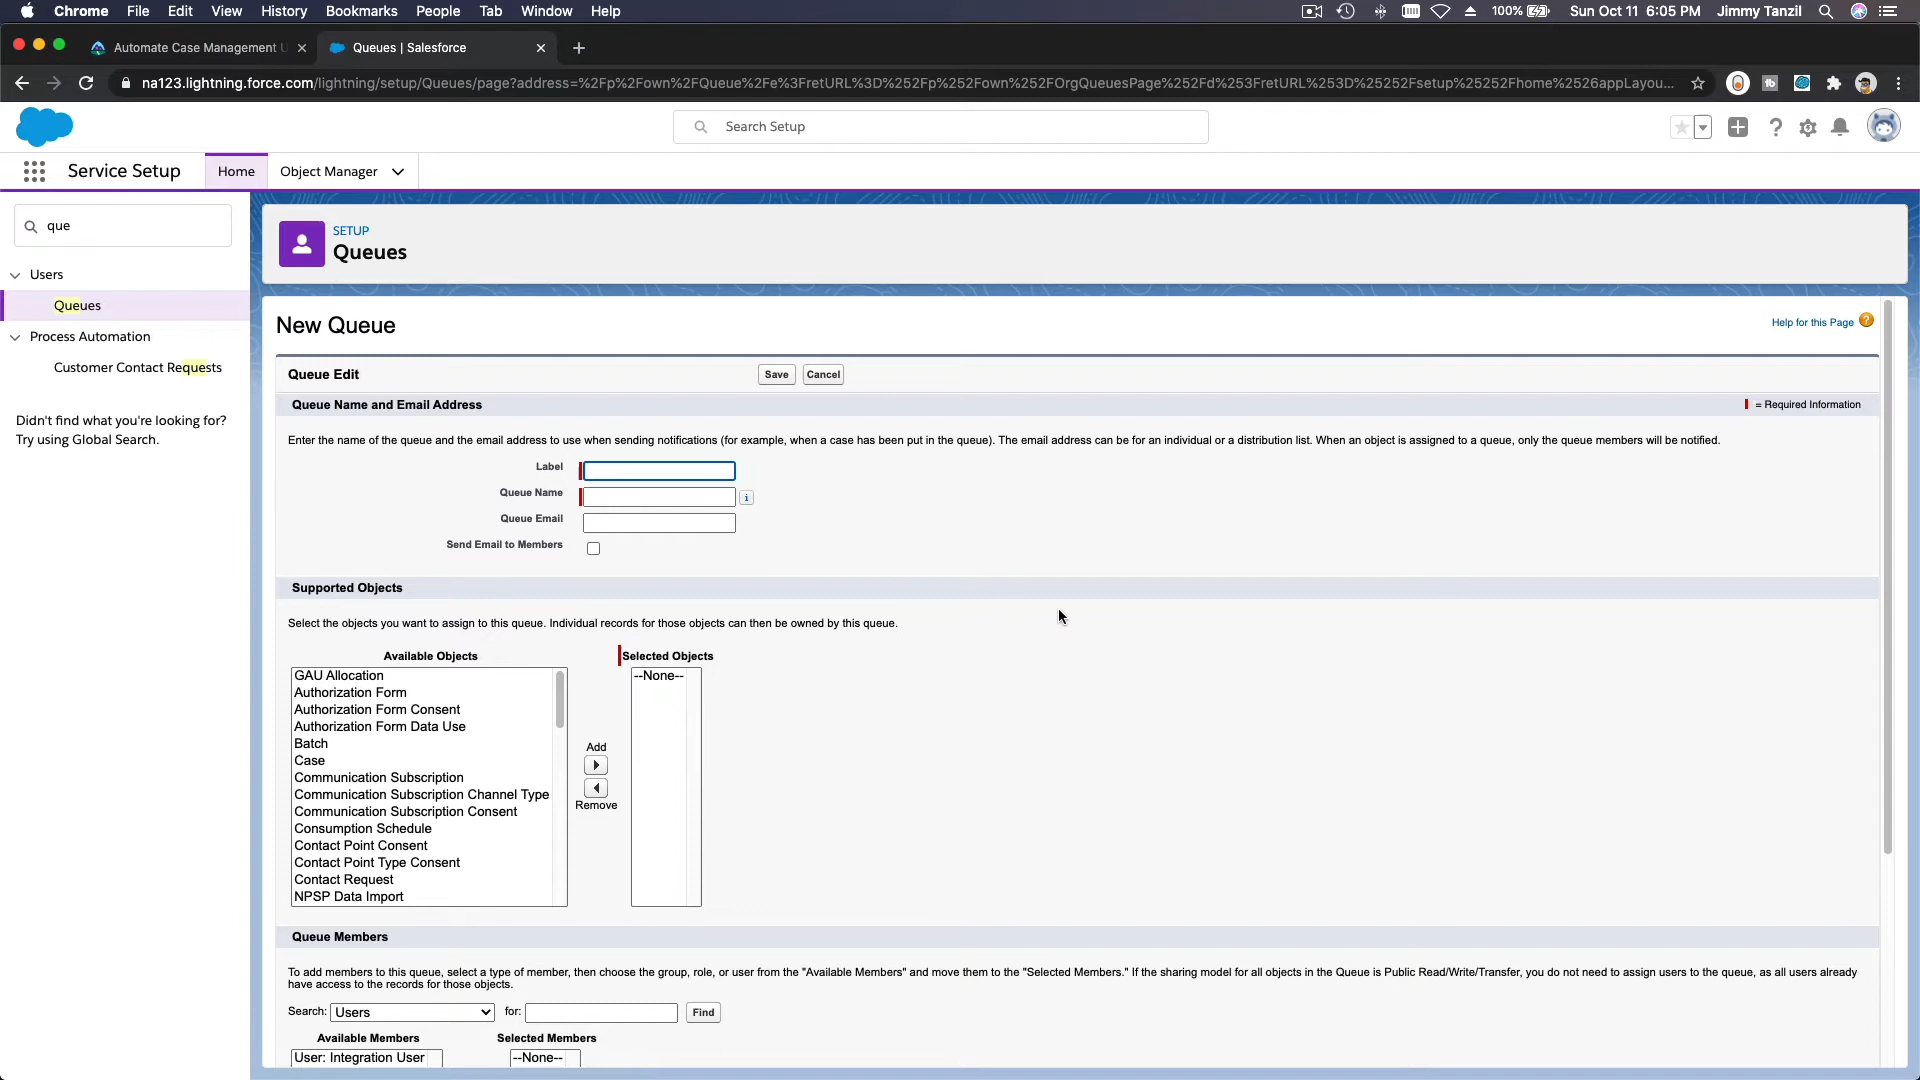 Chrome File Edit View History Bookmarks People Tab Window Help
100% Sun Oct 11 6:05 PM Jimmy Tanzil
Automate Case Management U
Queues | Salesforce
na123.lightning.force.com/lightning/setup/Queues/page?address=%2Fp%2Fown%2FQueue%2Fe%3FretURL%3D%252Fp%252Fown%252FOrgQueuesPage%252Fd%253FretURL%253D%25252Fsetup%25252Fhome%2526appLayou...
Search Setup
Service Setup Home Object Manager
que
Users
Queues
Process Automation
Customer Contact Requests
Didn't find what you're looking for?
Try using Global Search.
SETUP
Queues
New Queue
Help for this Page ?
Queue Edit Save Cancel
Queue Name and Email Address = Required Information
Enter the name of the queue and the email address to use when sending notifications (for example, when a case has been put in the queue). The email address can be for an individual or a distribution list. When an object is assigned to a queue, only the queue members will be notified.
Label
Queue Name i
Queue Email
Send Email to Members
Supported Objects
Select the objects you want to assign to this queue. Individual records for those objects can then be owned by this queue.
Available Objects Selected Objects
GAU Allocation --None--
Authorization Form
Authorization Form Consent
Authorization Form Data Use
Batch
Add
Case
Communication Subscription
Communication Subscription Channel Type
Remove
Communication Subscription Consent
Consumption Schedule
Contact Point Consent
Contact Point Type Consent
Contact Request
NPSP Data Import
Queue Members
To add members to this queue, select a type of member, then choose the group, role, or user from the "Available Members" and move them to the "Selected Members." If the sharing model for all objects in the Queue is Public Read/Write/Transfer, you do not need to assign users to the queue, as all users already
have access to the records for those objects.
Search: Users for: Find
Available Members Selected Members
User: Integration User --None--